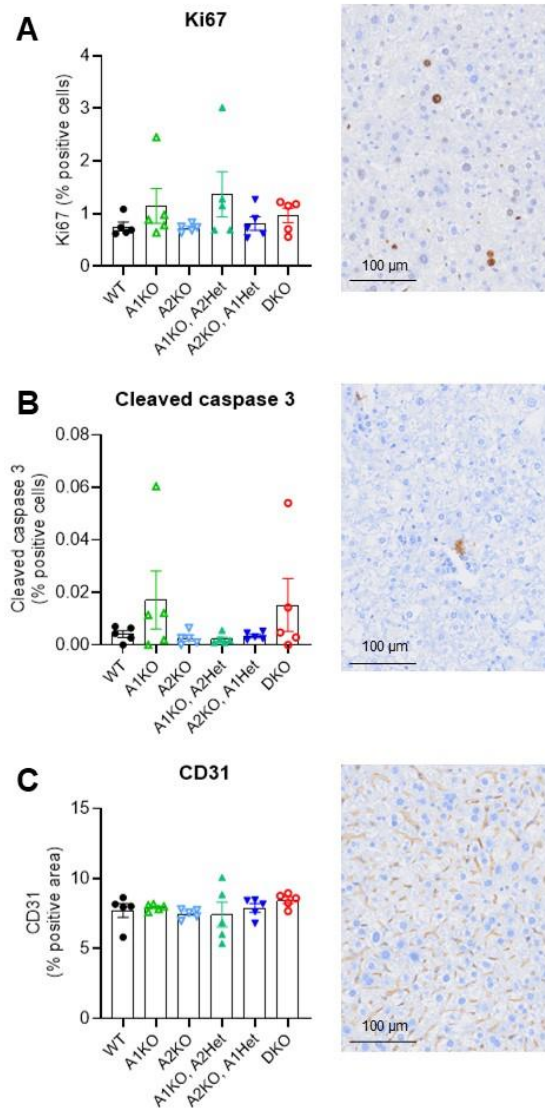 A
Ki67
Ki67 (% positive cells)
4
3
2
1
0
WT
A1KO
A2KO
A1KO, A2Het
A2KO, A1Het
DKO
100 µm
B
Cleaved caspase 3
Cleaved caspase 3
(% positive cells)
0.08
0.06
0.04
0.02
0.00
WT
A1KO
A2KO
A1KO, A2Het
A2KO, A1Het
DKO
100 µm
C
CD31
CD31
(% positive area)
15
10
5
0
WT
A1KO
A2KO
A1KO, A2Het
A2KO, A1Het
DKO
100 µm